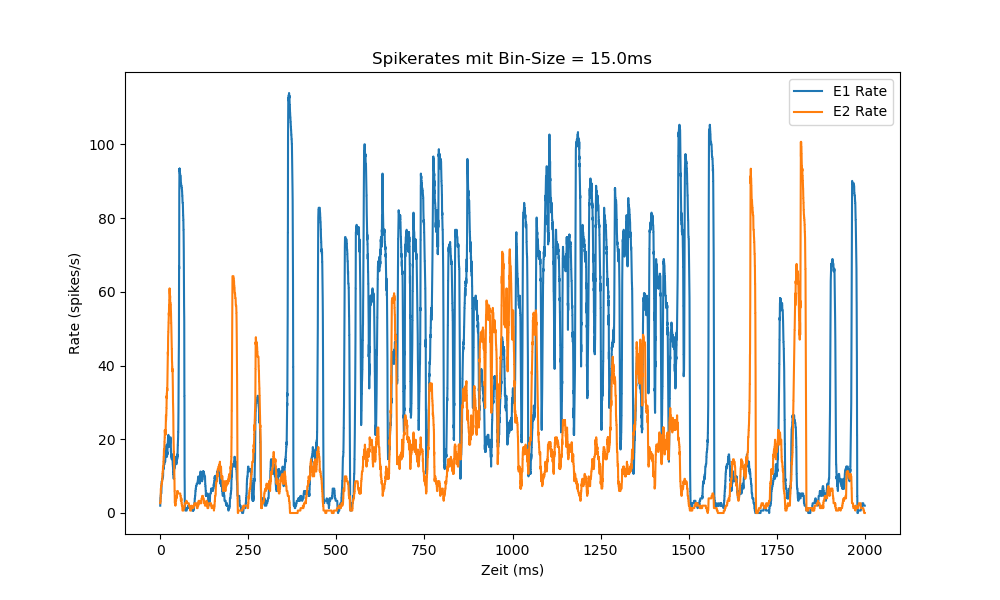 Spikerates mit Bin-Size = 15.0ms
E1 Rate
E2 Rate
Rate (spikes/s)
100
80
60
40
20
0
0 250 500 750 1000 1250 1500 1750 2000
Zeit (ms)